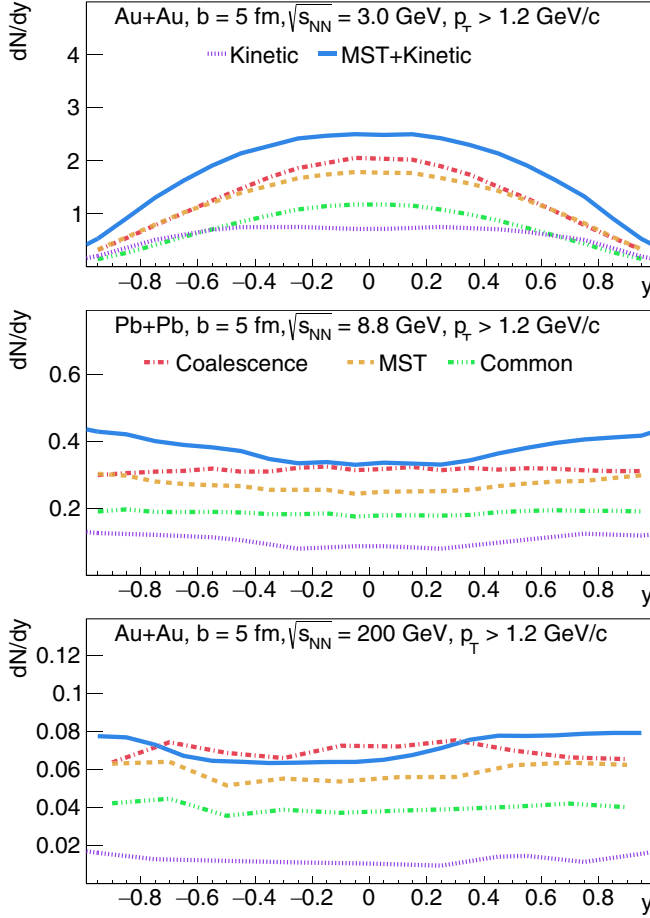 Au+Au, b = 5 fm, √s_NN = 3.0 GeV, p_T > 1.2 GeV/c
dN/dy
Kinetic MST+Kinetic
4
3
2
1
−0.8 −0.6 −0.4 −0.2 0 0.2 0.4 0.6 0.8 y
Pb+Pb, b = 5 fm, √s_NN = 8.8 GeV, p_T > 1.2 GeV/c
dN/dy
Coalescence MST Common
0.6
0.4
0.2
−0.8 −0.6 −0.4 −0.2 0 0.2 0.4 0.6 0.8 y
Au+Au, b = 5 fm, √s_NN = 200 GeV, p_T > 1.2 GeV/c
dN/dy
0.12
0.1
0.08
0.06
0.04
0.02
−0.8 −0.6 −0.4 −0.2 0 0.2 0.4 0.6 0.8 y